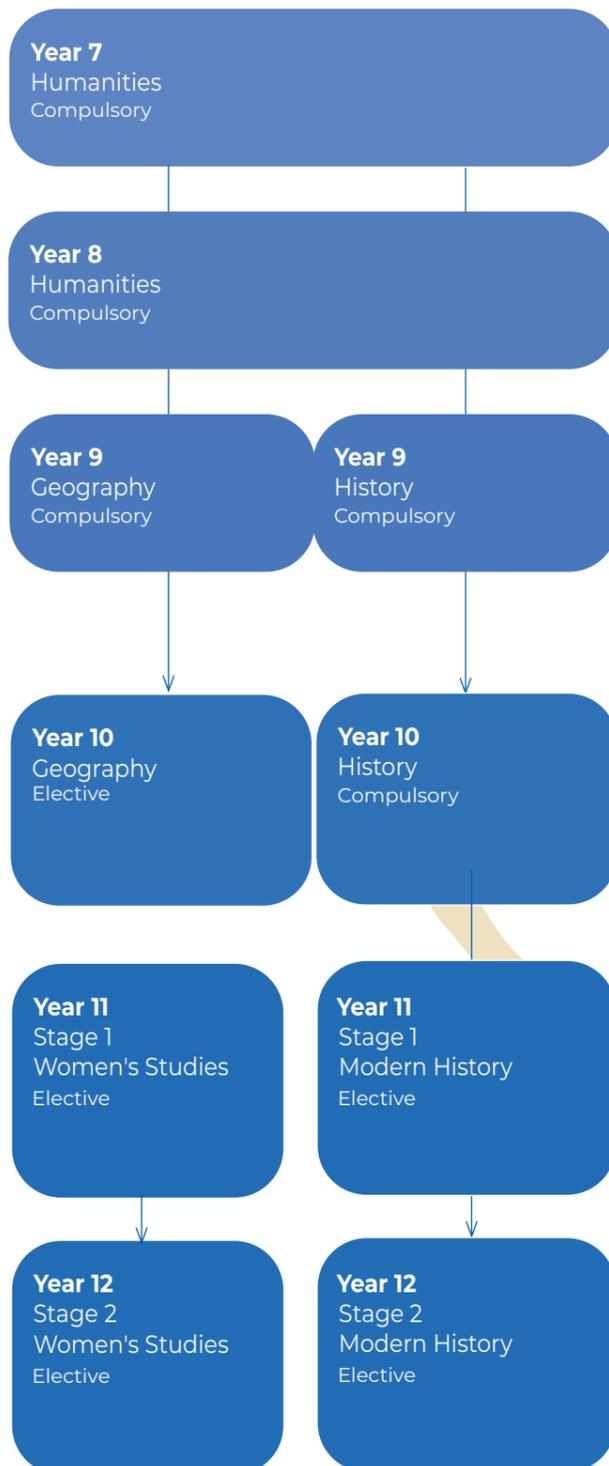 Year 7
Humanities
Compulsory
Year 8
Humanities
Compulsory
Year 9
Geography
Compulsory
Year 9
History
Compulsory
Year 10
Geography
Elective
Year 10
History
Compulsory
Year 11
Stage 1
Women's Studies
Elective
Year 11
Stage 1
Modern History
Elective
Year 12
Stage 2
Women's Studies
Elective
Year 12
Stage 2
Modern History
Elective